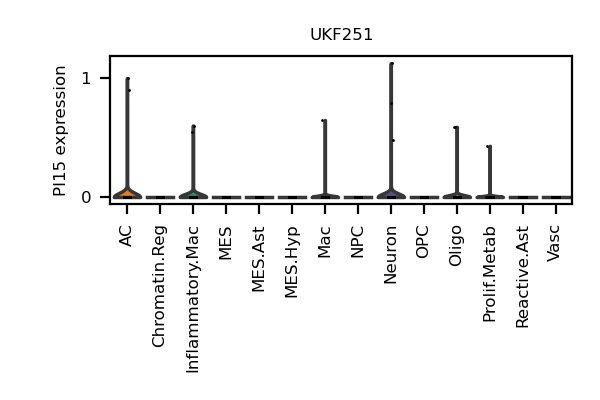 UKF251
PI15 expression
1
0
AC
Chromatin.Reg
Inflammatory.Mac
MES
MES.Ast
MES.Hyp
Mac
NPC
Neuron
OPC
Oligo
Prolif.Metab
Reactive.Ast
Vasc